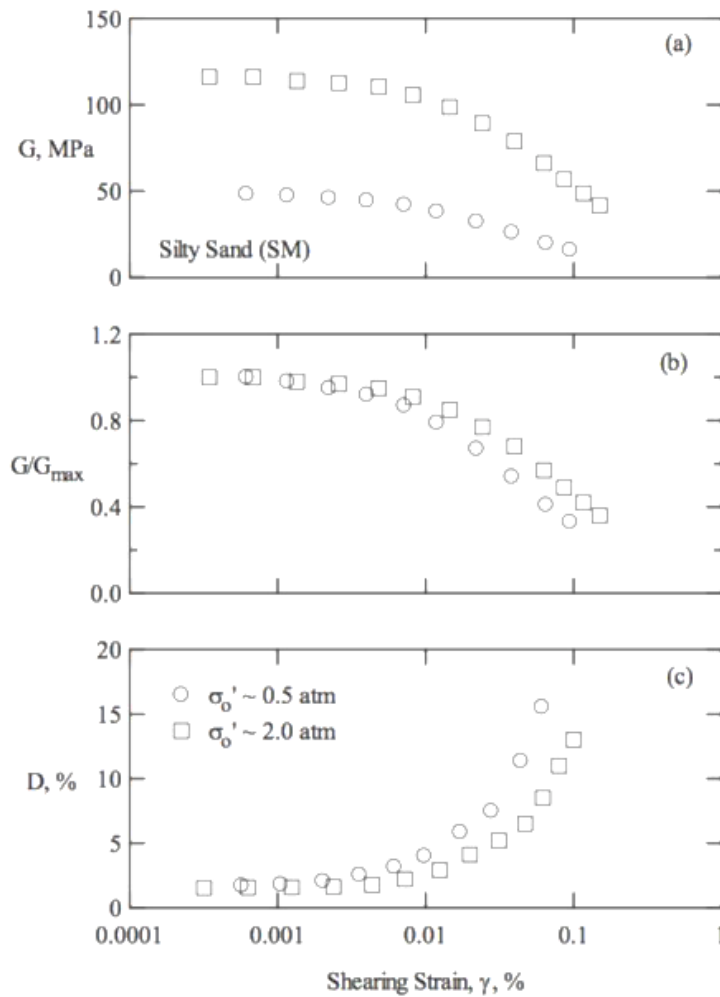 150
(a)
100
G, MPa
50
Silty Sand (SM)
0
1.2
(b)
0.8
G/Gmax
0.4
0.0
20
(c)
σo' ~ 0.5 atm
15
σo' ~ 2.0 atm
D, %
10
5
0
0.0001 0.001 0.01 0.1 1
Shearing Strain, γ, %